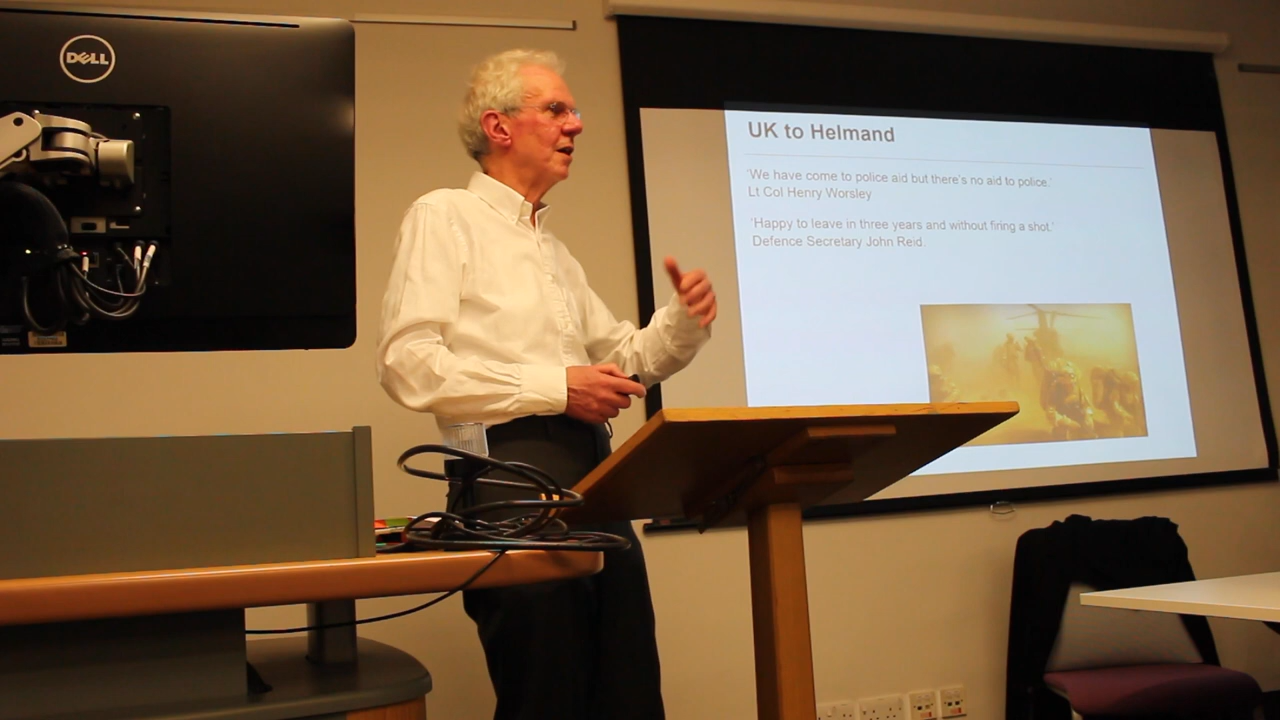 DELL
UK to Helmand
'We have come to police aid but there's no aid to police.'
Lt Col Henry Worsley
'Happy to leave in three years and without firing a shot.'
Defence Secretary John Reid